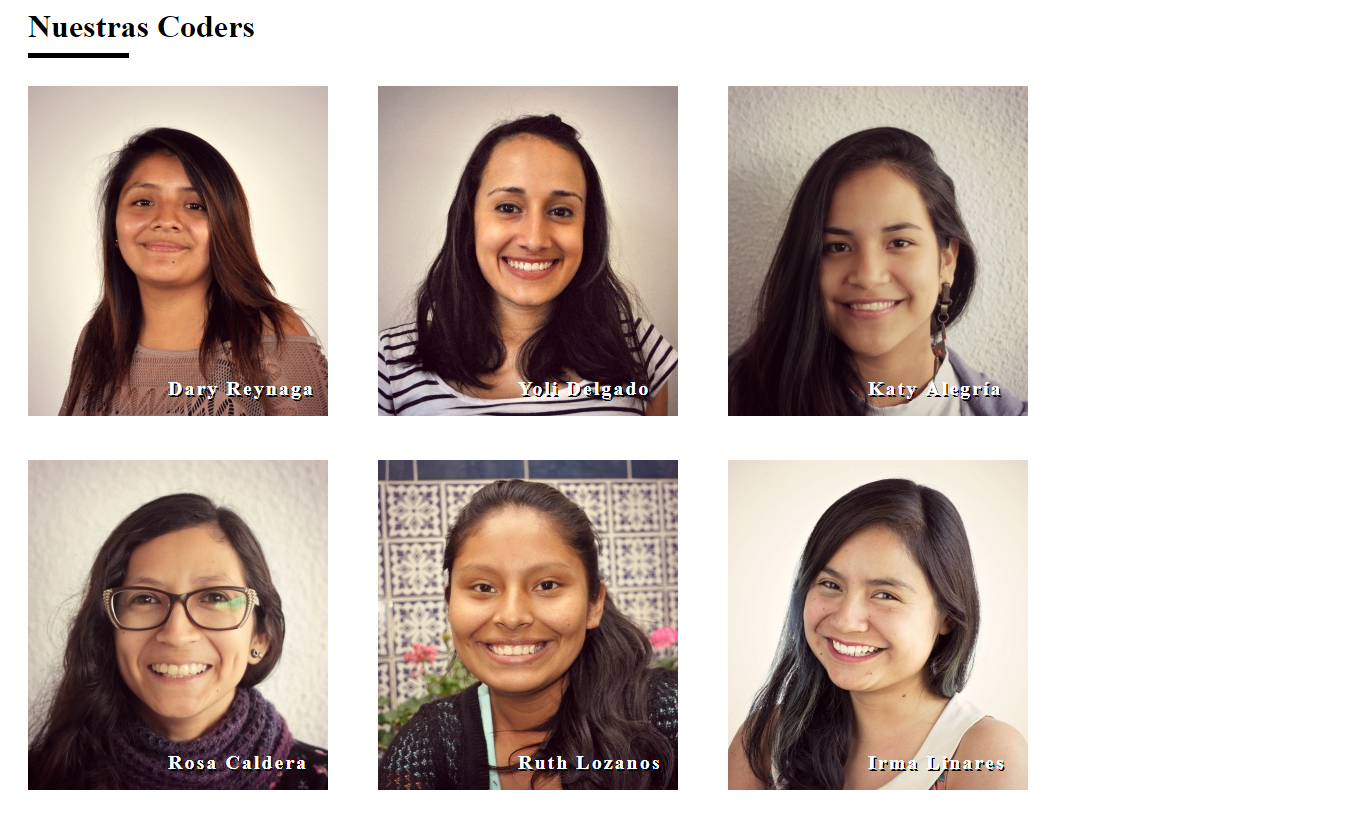 Nuestras Coders
Dary Reynaga
Yoli Delgado
Katy Alegría
Rosa Caldera
Ruth Lozanos
Irma Linares